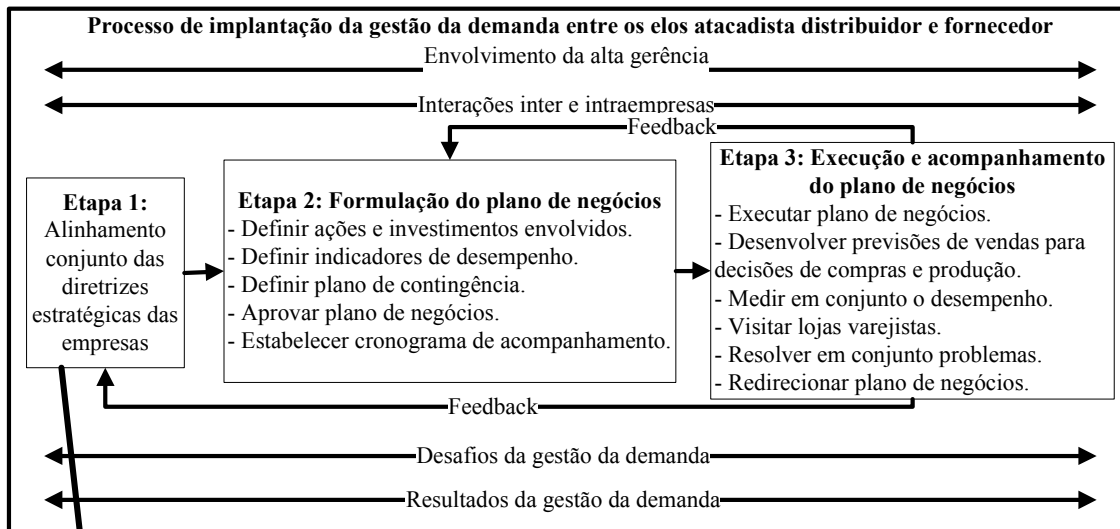 Processo de implantação da gestão da demanda entre os elos atacadista distribuidor e fornecedor
Envolvimento da alta gerência
Interações inter e intraempresas
Feedback
Etapa 1:
Alinhamento
conjunto das
diretrizes
estratégicas das
empresas
Etapa 2: Formulação do plano de negócios
- Definir ações e investimentos envolvidos.
- Definir indicadores de desempenho.
- Definir plano de contingência.
- Aprovar plano de negócios.
- Estabelecer cronograma de acompanhamento.
Etapa 3: Execução e acompanhamento
do plano de negócios
- Executar plano de negócios.
- Desenvolver previsões de vendas para
decisões de compras e produção.
- Medir em conjunto o desempenho.
- Visitar lojas varejistas.
- Resolver em conjunto problemas.
- Redirecionar plano de negócios.
Feedback
Desafios da gestão da demanda
Resultados da gestão da demanda